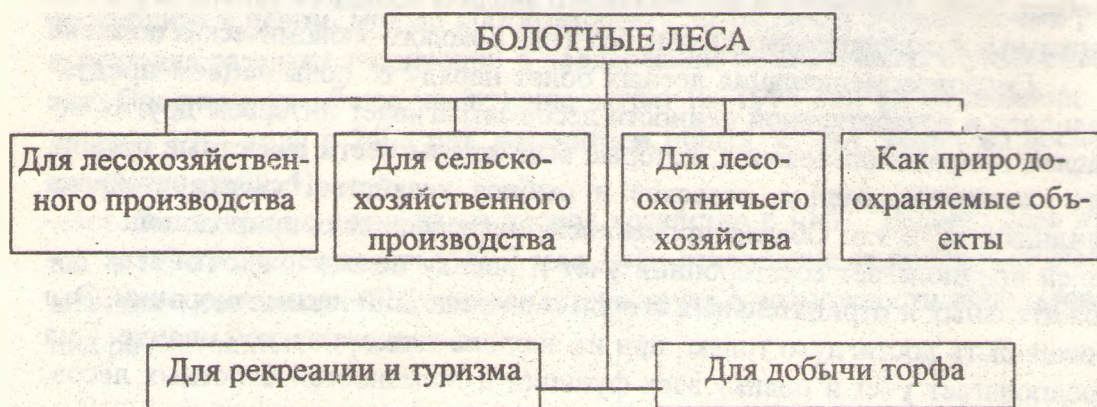 БОЛОТНЫЕ ЛЕСА
Для лесохозяйствен-
ного производства
Для сельско-
хозяйственного
производства
Для лесо-
охотничьего
хозяйства
Как природо-
охраняемые объ-
екты
Для рекреации и туризма
Для добычи торфа